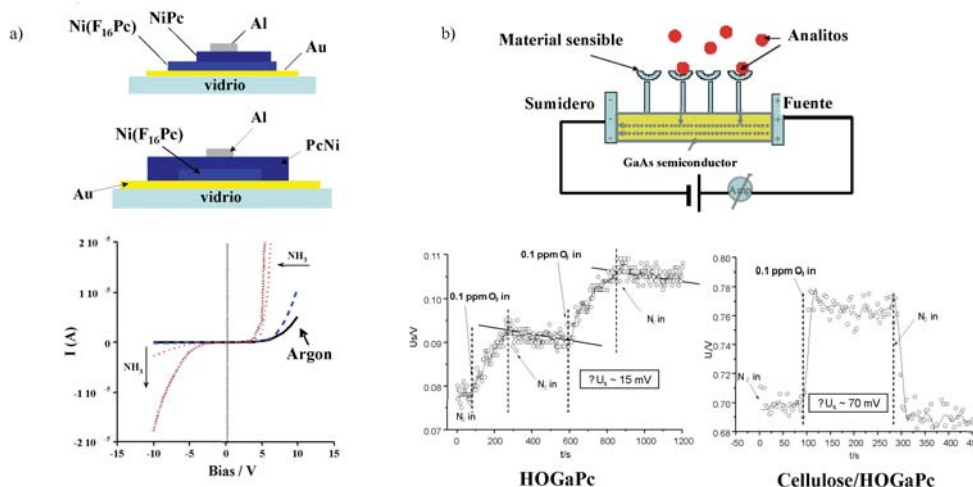 a)
Ni(F16Pc)
NiPc
Al
Au
vidrio
Ni(F16Pc)
Al
PcNi
Au
vidrio
2 10 -5
1 10 -5
0
-1 10 -5
-2 10 -5
I (A)
NH3
NH3
Argon
-15 -10 -5 0 5 10 15
Bias / V
b)
Material sensible
Analitos
Sumidero
Fuente
GaAs semiconductor
Amp
0.11
0.10
0.09
0.08
0.07
Us/V
0.1 ppm O3 in
0.1 ppm O3 in
N2 in
N2 in
N2 in
?Us ~ 15 mV
0 200 400 600 800 1000 1200
t/s
HOGaPc
0.80
0.78
0.76
0.74
0.72
0.70
0.68
Us/V
0.1 ppm O3 in
N2 in
N2 in
?Us ~ 70 mV
-50 0 50 100 150 200 250 300 350 400 450
t/s
Cellulose/HOGaPc